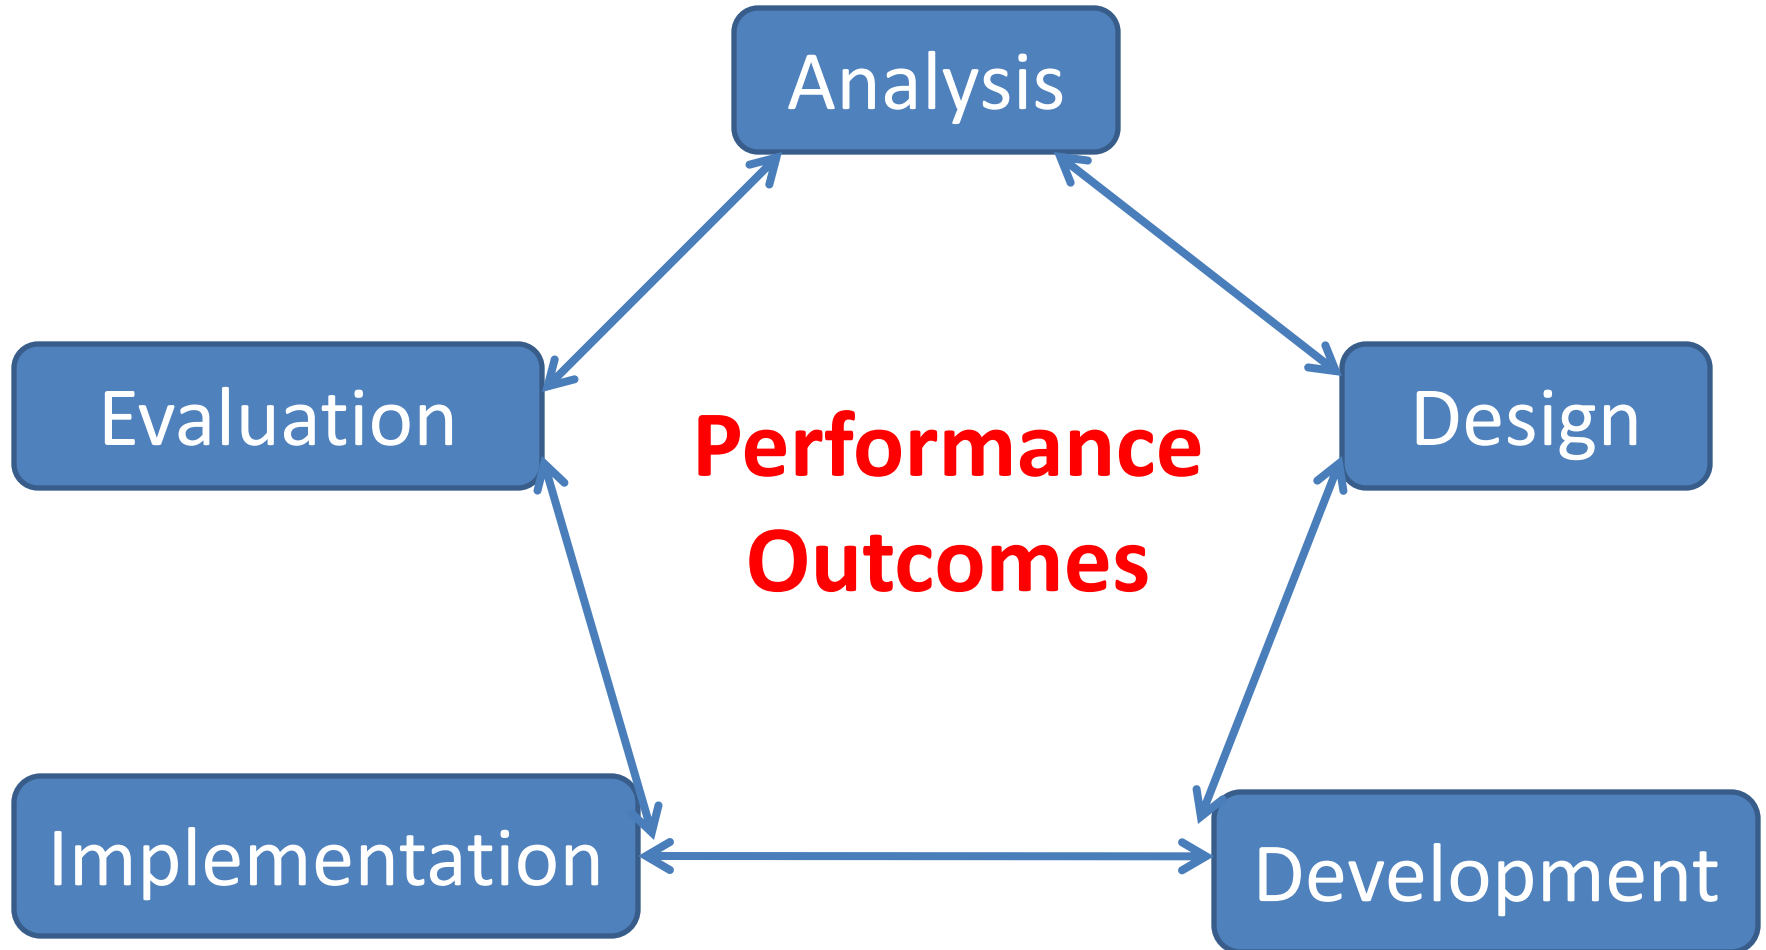 Analysis
Evaluation
Design
Performance
Outcomes
Implementation
Development